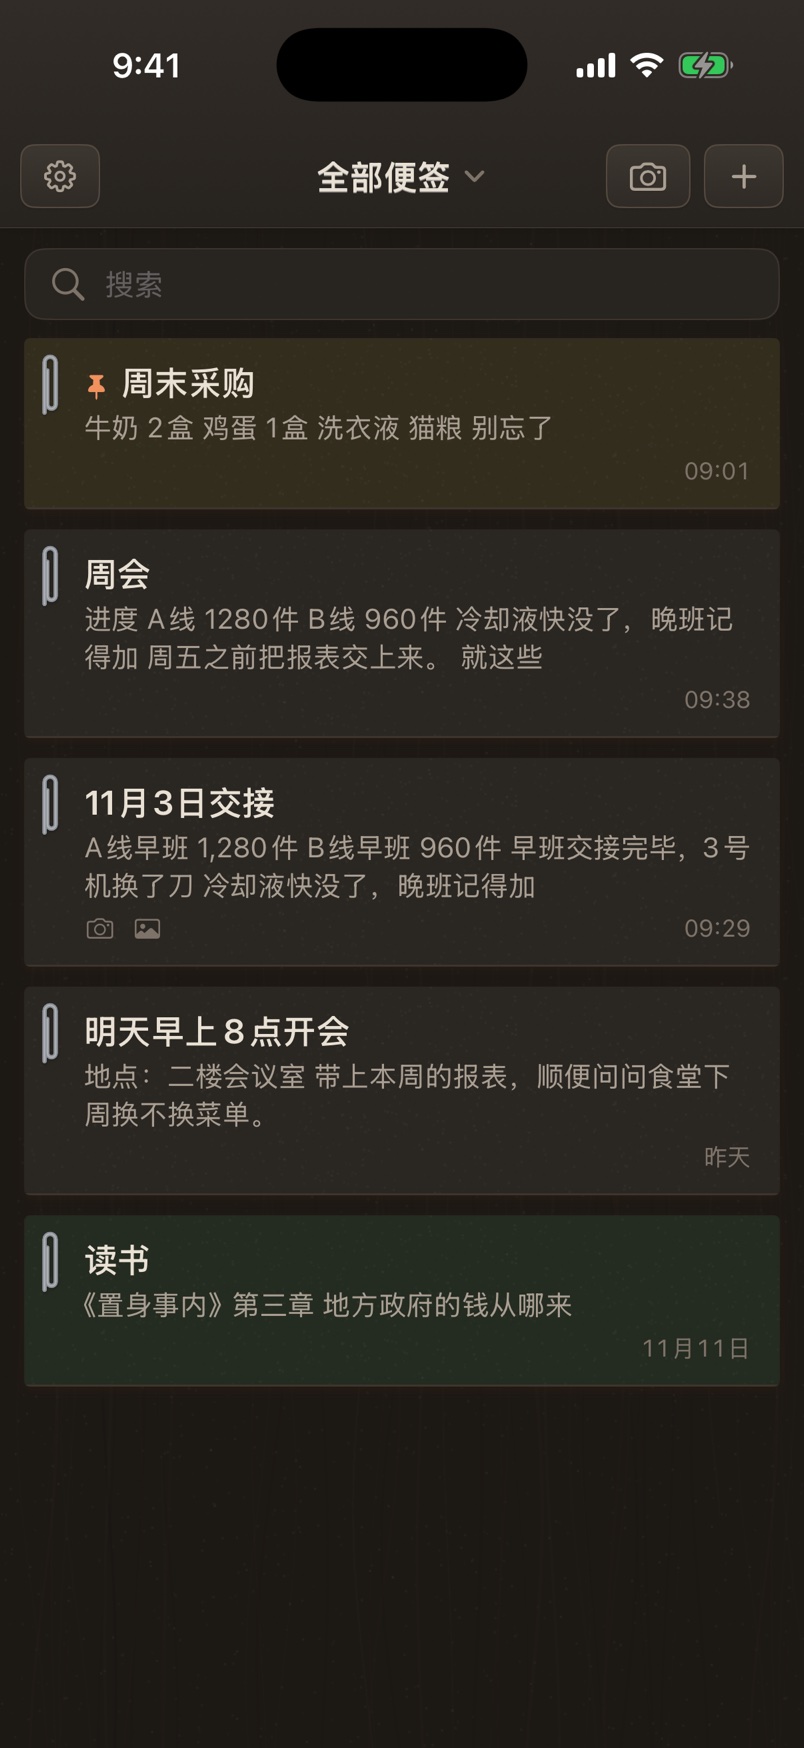 9:41
全部便签
搜索
周末采购
牛奶 2盒 鸡蛋 1盒 洗衣液 猫粮 别忘了
09:01
周会
进度 A线 1280件 B线 960件 冷却液快没了，晚班记
得加 周五之前把报表交上来。 就这些
09:38
11月3日交接
A线早班 1,280件 B线早班 960件 早班交接完毕，3号
机换了刀 冷却液快没了，晚班记得加
09:29
明天早上8点开会
地点：二楼会议室 带上本周的报表，顺便问问食堂下
周换不换菜单。
昨天
读书
《置身事内》第三章 地方政府的钱从哪来
11月11日